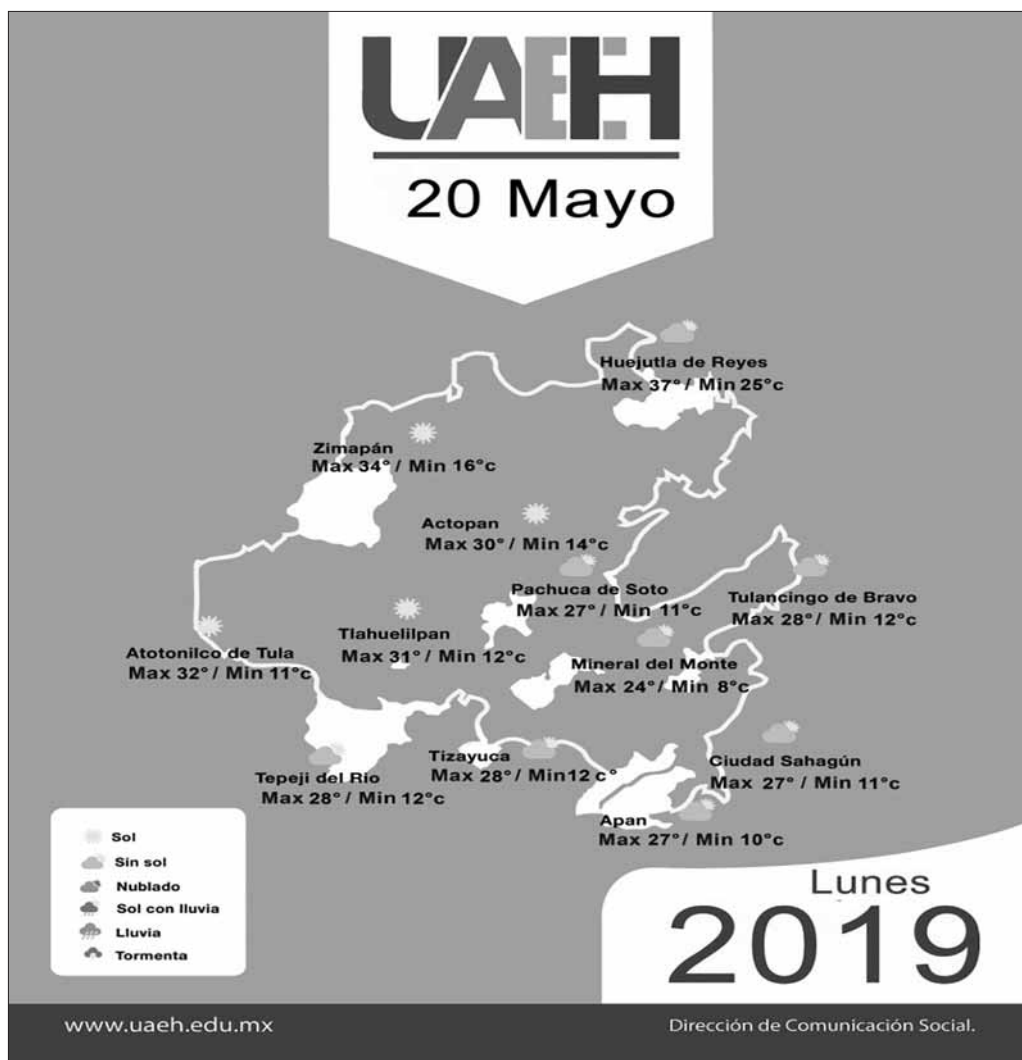 UAEH
20 Mayo
Huejutla de Reyes
Max 37° / Min 25°c
Zimapán
Max 34° / Min 16°c
Actopan
Max 30° / Min 14°c
Pachuca de Soto
Max 27° / Min 11°c
Tulancingo de Bravo
Max 28° / Min 12°c
Tlahuelilpan
Max 31° / Min 12°c
Atotonilco de Tula
Max 32° / Min 11°c
Mineral del Monte
Max 24° / Min 8°c
Tizayuca
Max 28° / Min12 c°
Ciudad Sahagún
Max 27° / Min 11°c
Tepeji del Río
Max 28° / Min 12°c
Apan
Max 27° / Min 10°c
Sol
Sin sol
Nublado
Sol con lluvia
Lluvia
Tormenta
Lunes
2019
www.uaeh.edu.mx
Dirección de Comunicación Social.